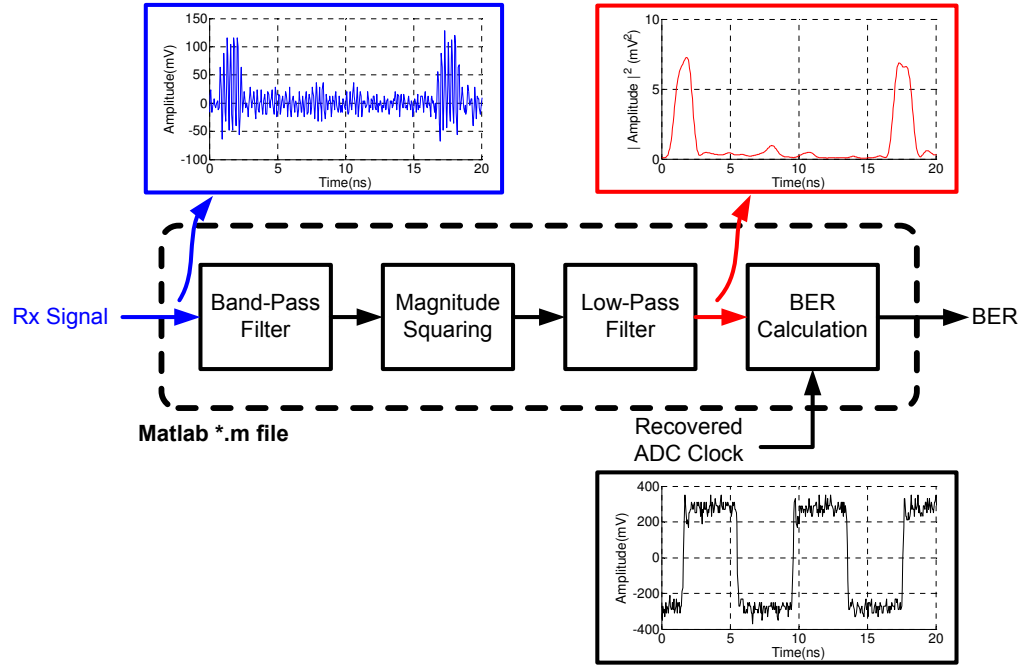 150
100
50
0
-50
-100
Amplitude(mV)
0 5 10 15 20
Time(ns)
10
5
0
| Amplitude |² (mV²)
0 5 10 15 20
Time(ns)
Rx Signal
Band-Pass
Filter
Magnitude
Squaring
Low-Pass
Filter
BER
Calculation
BER
Matlab *.m file
Recovered
ADC Clock
400
200
0
-200
-400
Amplitude(mV)
0 5 10 15 20
Time(ns)